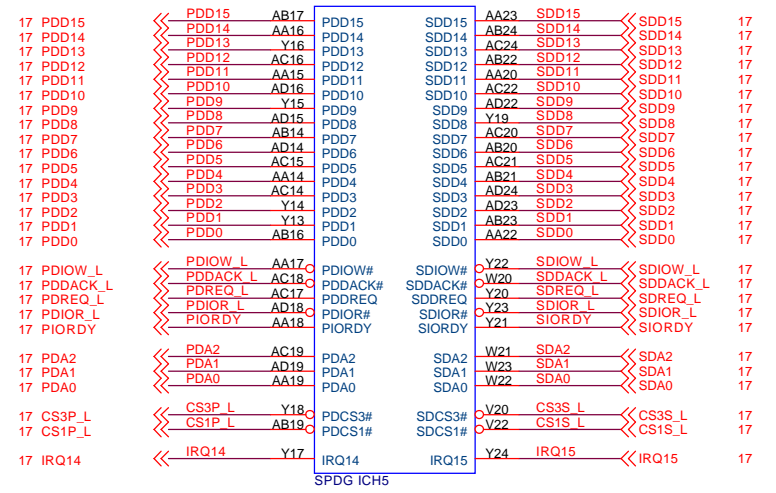 17 PDD15 PDD15 AB17 PDD15 SDD15 AA23 SDD15 SDD15 17
17 PDD14 PDD14 AA16 PDD14 SDD14 AB24 SDD14 SDD14 17
17 PDD13 PDD13 Y16 PDD13 SDD13 AC24 SDD13 SDD13 17
17 PDD12 PDD12 AC16 PDD12 SDD12 AB22 SDD12 SDD12 17
17 PDD11 PDD11 AA15 PDD11 SDD11 AA20 SDD11 SDD11 17
17 PDD10 PDD10 AD16 PDD10 SDD10 AC22 SDD10 SDD10 17
17 PDD9 PDD9 Y15 PDD9 SDD9 AD22 SDD9 SDD9 17
17 PDD8 PDD8 AD15 PDD8 SDD8 Y19 SDD8 SDD8 17
17 PDD7 PDD7 AB14 PDD7 SDD7 AC20 SDD7 SDD7 17
17 PDD6 PDD6 AD14 PDD6 SDD6 AB20 SDD6 SDD6 17
17 PDD5 PDD5 AC15 PDD5 SDD5 AC21 SDD5 SDD5 17
17 PDD4 PDD4 AA14 PDD4 SDD4 AB21 SDD4 SDD4 17
17 PDD3 PDD3 AC14 PDD3 SDD3 AD24 SDD3 SDD3 17
17 PDD2 PDD2 Y14 PDD2 SDD2 AD23 SDD2 SDD2 17
17 PDD1 PDD1 Y13 PDD1 SDD1 AB23 SDD1 SDD1 17
17 PDD0 PDD0 AB16 PDD0 SDD0 AA22 SDD0 SDD0 17
17 PDIOW_L PDIOW_L AA17 PDIOW# SDIOW# Y22 SDIOW_L SDIOW_L 17
17 PDDACK_L PDDACK_L AC18 PDDACK# SDDACK# W20 SDDACK_L SDDACK_L 17
17 PDREQ_L PDREQ_L AC17 PDDREQ SDDREQ Y20 SDREQ_L SDREQ_L 17
17 PDIOR_L PDIOR_L AD18 PDIOR# SDIOR# Y23 SDIOR_L SDIOR_L 17
17 PIORDY PIORDY AA18 PIORDY SIORDY Y21 SIORDY SIORDY 17
17 PDA2 PDA2 AC19 PDA2 SDA2 W21 SDA2 SDA2 17
17 PDA1 PDA1 AD19 PDA1 SDA1 W23 SDA1 SDA1 17
17 PDA0 PDA0 AA19 PDA0 SDA0 W22 SDA0 SDA0 17
17 CS3P_L CS3P_L Y18 PDCS3# SDCS3# V20 CS3S_L CS3S_L 17
17 CS1P_L CS1P_L AB19 PDCS1# SDCS1# V22 CS1S_L CS1S_L 17
17 IRQ14 IRQ14 Y17 IRQ14 IRQ15 Y24 IRQ15 IRQ15 17
SPDG ICH5